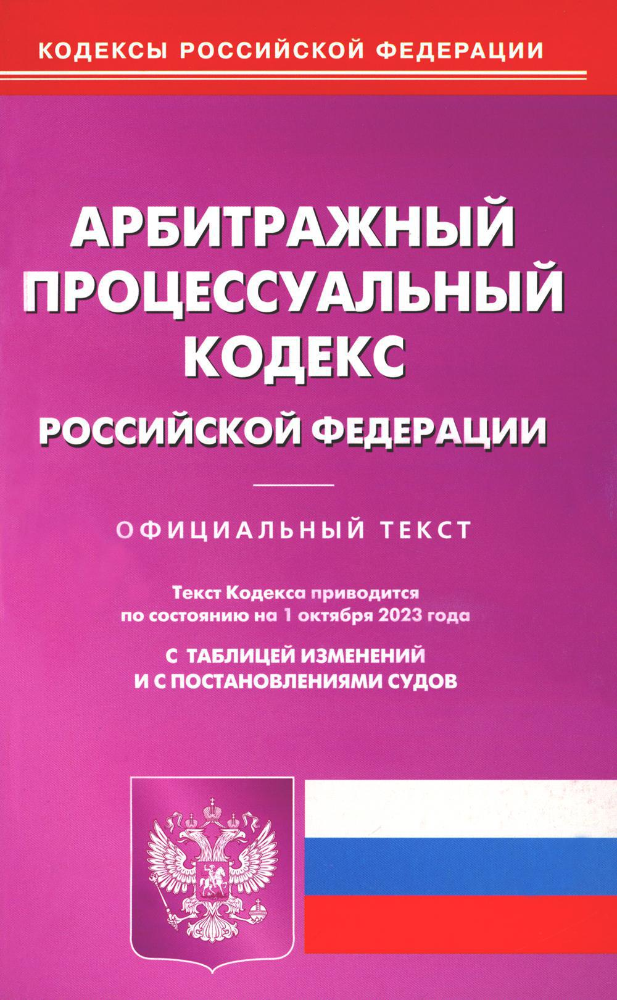 КОДЕКСЫ РОССИЙСКОЙ ФЕДЕРАЦИИ
АРБИТРАЖНЫЙ
ПРОЦЕССУАЛЬНЫЙ
КОДЕКС
РОССИЙСКОЙ ФЕДЕРАЦИИ
ОФИЦИАЛЬНЫЙ ТЕКСТ
Текст Кодекса приводится
по состоянию на 1 октября 2023 года
С ТАБЛИЦЕЙ ИЗМЕНЕНИЙ
И С ПОСТАНОВЛЕНИЯМИ СУДОВ